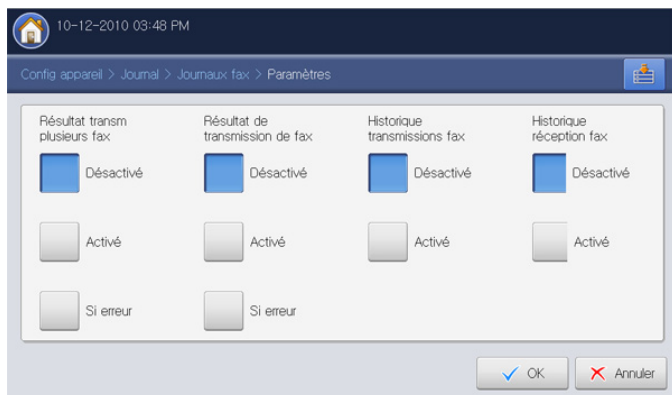 10-12-2010 03:48 PM
Config appareil > Journal > Journaux fax > Paramètres
Résultat transm
plusieurs fax
Résultat de
transmission de fax
Historique
transmissions fax
Historique
réception fax
Désactivé
Désactivé
Désactivé
Désactivé
Activé
Activé
Activé
Activé
Si erreur
Si erreur
OK
Annuler